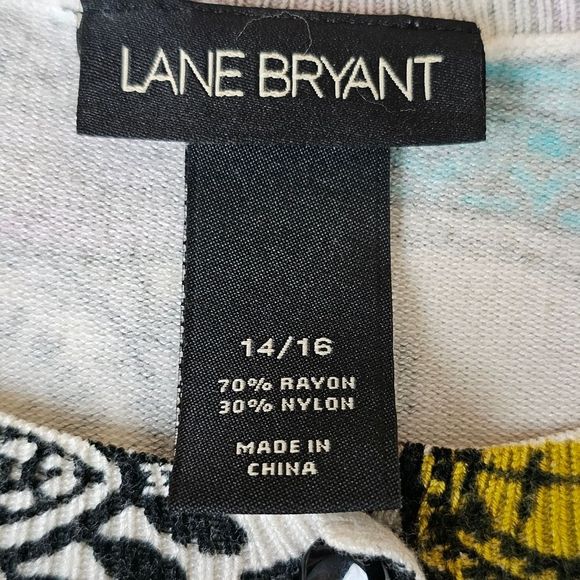 LANE BRYANT
14/16
70% RAYON
30% NYLON
MADE IN
CHINA